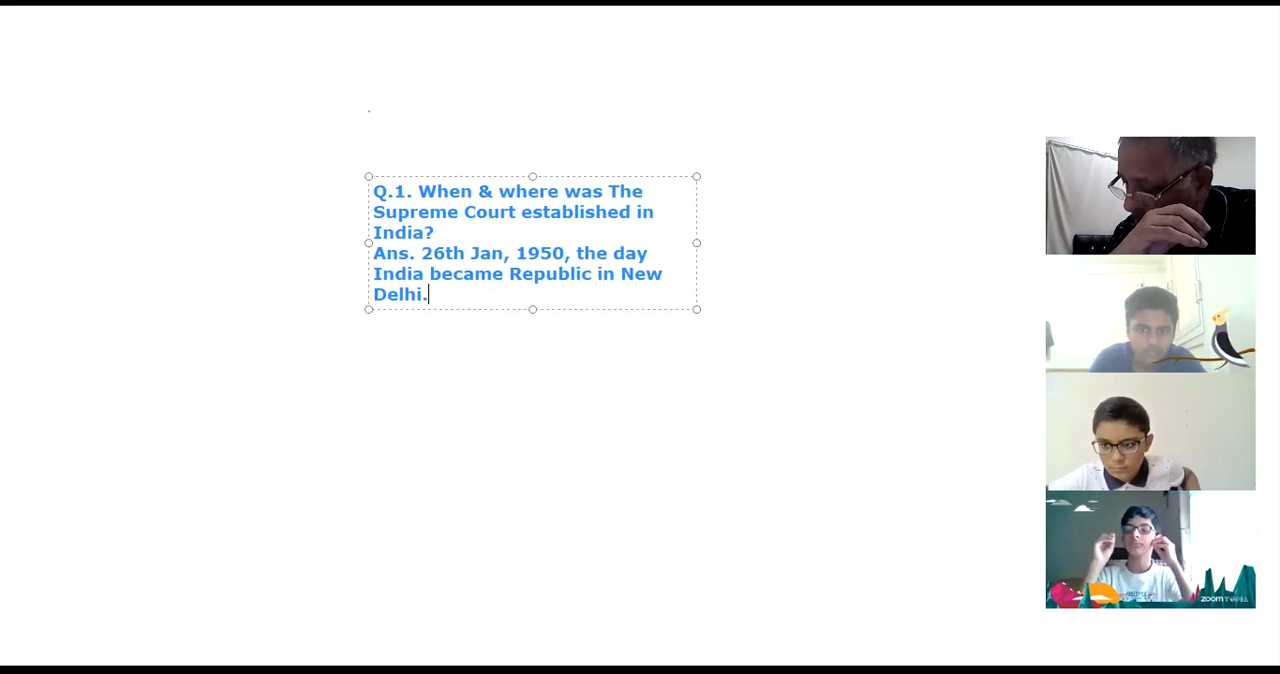 Q.1. When & where was The
Supreme Court established in
India?
Ans. 26th Jan, 1950, the day
India became Republic in New
Delhi.
zoomtopia